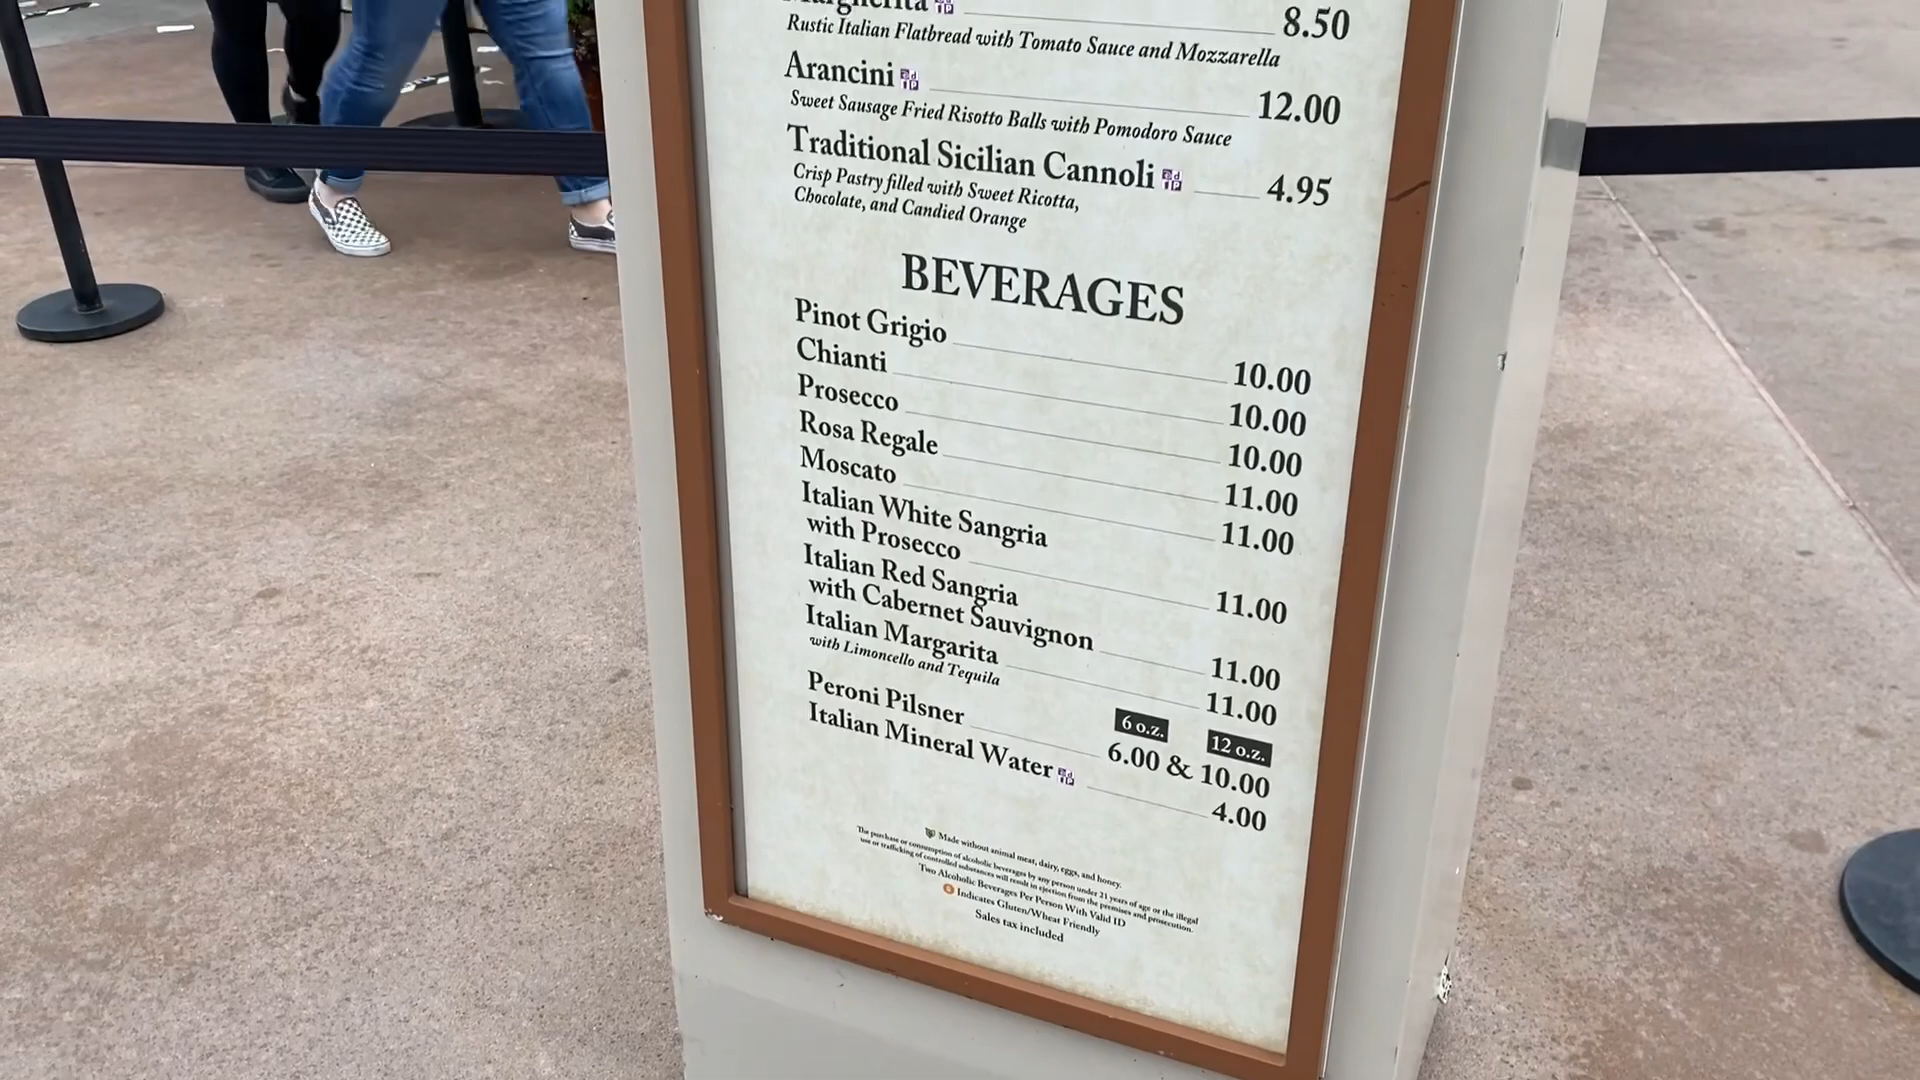 Margherita 8.50
Rustic Italian Flatbread with Tomato Sauce and Mozzarella
Arancini 12.00
Sweet Sausage Fried Risotto Balls with Pomodoro Sauce
Traditional Sicilian Cannoli 4.95
Crisp Pastry filled with Sweet Ricotta,
Chocolate, and Candied Orange
BEVERAGES
Pinot Grigio 10.00
Chianti 10.00
Prosecco 10.00
Rosa Regale 11.00
Moscato 11.00
Italian White Sangria
with Prosecco 11.00
Italian Red Sangria
with Cabernet Sauvignon 11.00
Italian Margarita 11.00
with Limoncello and Tequila
6 o.z. 12 o.z.
Peroni Pilsner 6.00 & 10.00
Italian Mineral Water 4.00
Made without animal meat, dairy, eggs, and honey.
The purchase or consumption of alcoholic beverages by any person under 21 years of age or the illegal
use or trafficking of controlled substances will result in ejection from the premises and prosecution.
Two Alcoholic Beverages Per Person With Valid ID
Indicates Gluten/Wheat Friendly
Sales tax included